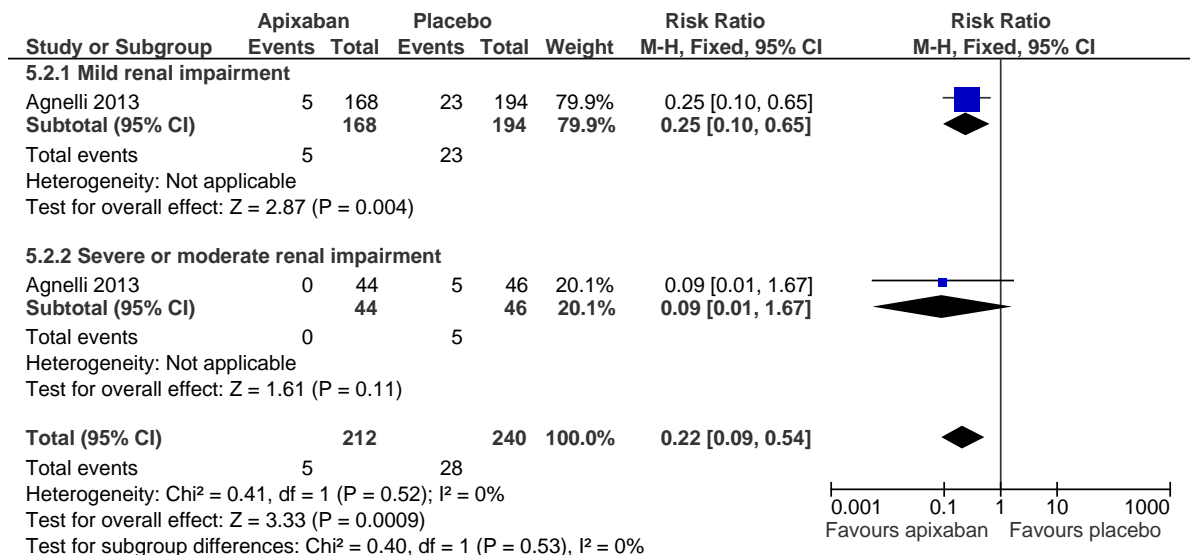 Apixaban Placebo Risk Ratio Risk Ratio
Study or Subgroup Events Total Events Total Weight M-H, Fixed, 95% CI M-H, Fixed, 95% CI
5.2.1 Mild renal impairment
Agnelli 2013 5 168 23 194 79.9% 0.25 [0.10, 0.65]
Subtotal (95% CI) 168 194 79.9% 0.25 [0.10, 0.65]
Total events 5 23
Heterogeneity: Not applicable
Test for overall effect: Z = 2.87 (P = 0.004)
5.2.2 Severe or moderate renal impairment
Agnelli 2013 0 44 5 46 20.1% 0.09 [0.01, 1.67]
Subtotal (95% CI) 44 46 20.1% 0.09 [0.01, 1.67]
Total events 0 5
Heterogeneity: Not applicable
Test for overall effect: Z = 1.61 (P = 0.11)
Total (95% CI) 212 240 100.0% 0.22 [0.09, 0.54]
Total events 5 28
Heterogeneity: Chi² = 0.41, df = 1 (P = 0.52); I² = 0%
Test for overall effect: Z = 3.33 (P = 0.0009)
Test for subgroup differences: Chi² = 0.40, df = 1 (P = 0.53), I² = 0%
0.001 0.1 1 10 1000
Favours apixaban Favours placebo